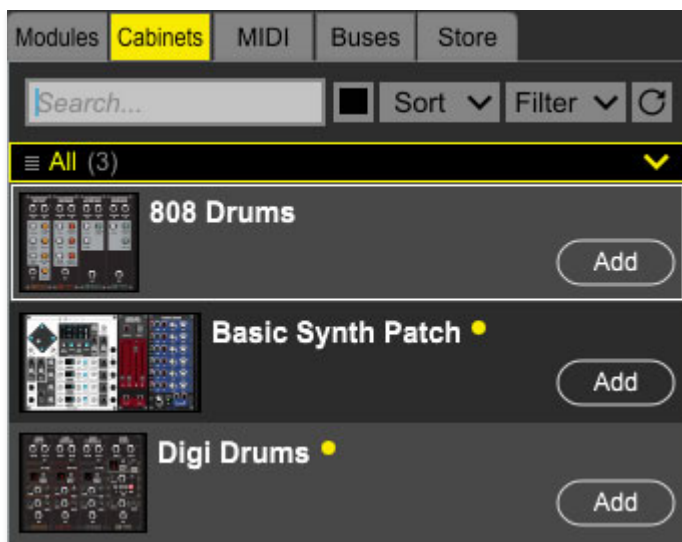 Modules Cabinets MIDI Buses Store
Search... Sort Filter
All (3)
808 Drums
Add
Basic Synth Patch
Add
Digi Drums
Add